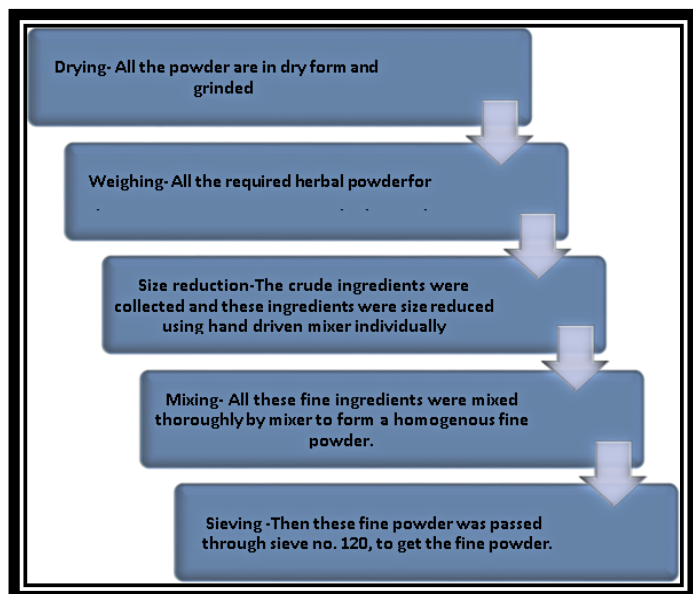 Drying- All the powder are in dry form and
grinded
Weighing- All the required herbal powderfor
Size reduction-The crude ingredients were
collected and these ingredients were size reduced
using hand driven mixer individually
Mixing- All these fine ingredients were mixed
thoroughly by mixer to form a homogenous fine
powder.
Sieving -Then these fine powder was passed
through sieve no. 120, to get the fine powder.